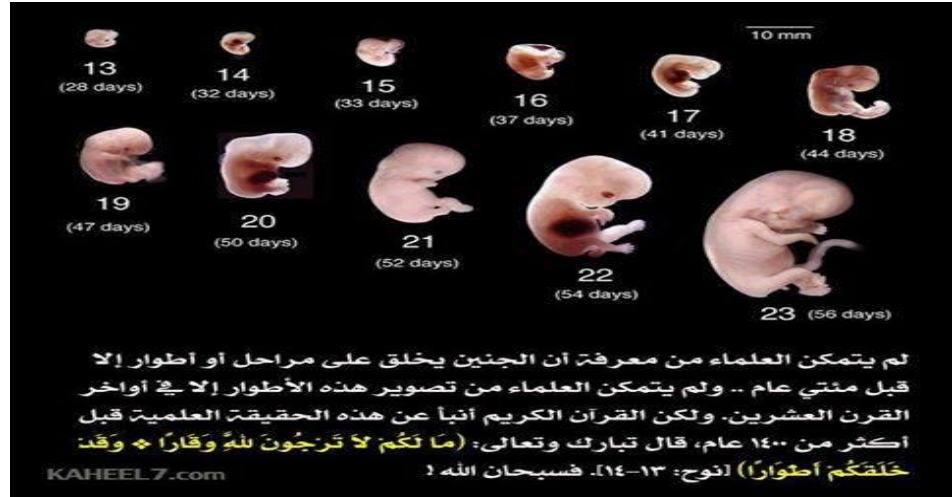 10 mm
13
(28 days)
14
(32 days)
15
(33 days)
16
(37 days)
17
(41 days)
18
(44 days)
19
(47 days)
20
(50 days)
21
(52 days)
22
(54 days)
23 (56 days)
لم يتمكن العلماء من معرفة أن الجنين يخلق على مراحل أو أطوار إلا
قبل مئتي عام .. ولم يتمكن العلماء من تصوير هذه الأطوار إلا في أواخر
القرن العشرين. ولكن القرآن الكريم أنبأ عن هذه الحقيقة العلمية قبل
أكثر من ١٤٠٠ عام، قال تبارك وتعالى: (مَا لَكُمْ لَا تَرْجُونَ لِلَّهِ وَقَارًا * وَقَدْ
خَلَقَكُمْ أَطْوَارًا) [نوح: ١٣-١٤]. فسبحان الله !
KAHEEL7.com